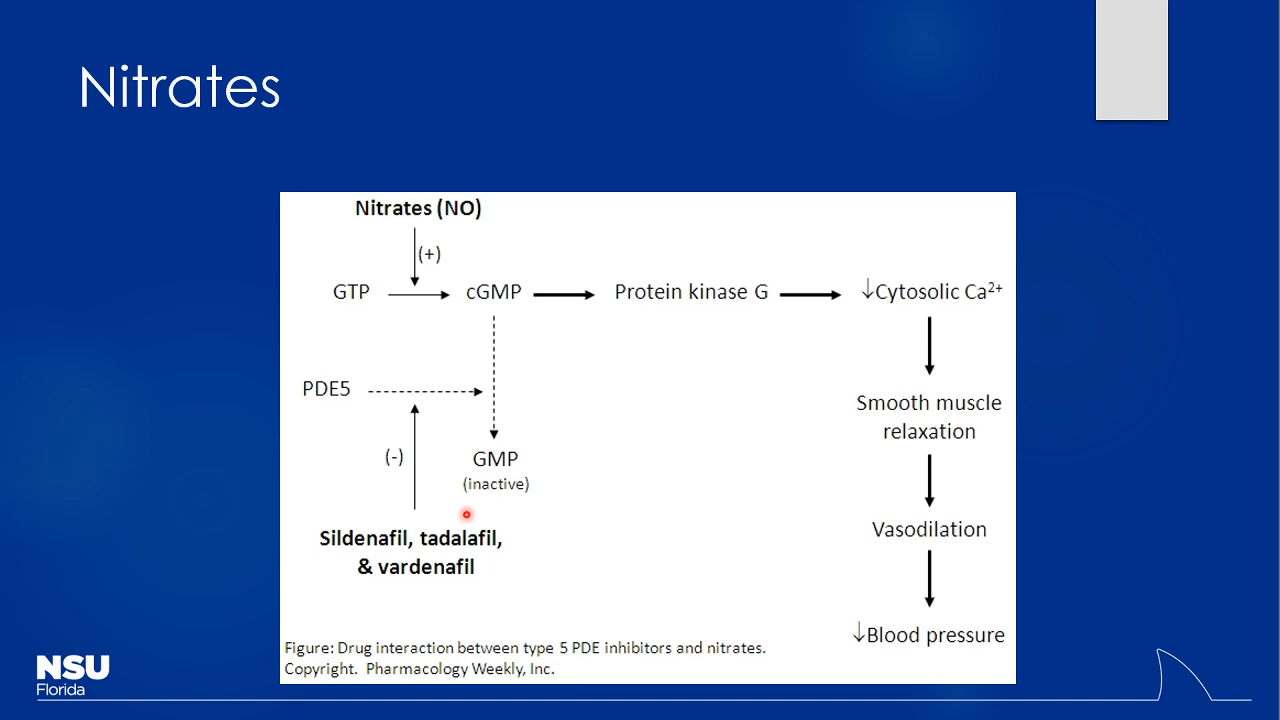 Nitrates
Nitrates (NO)
(+)
GTP
cGMP
Protein kinase G
↓Cytosolic Ca²⁺
PDE5
Smooth muscle
relaxation
(-)
GMP
(inactive)
Vasodilation
Sildenafil, tadalafil,
& vardenafil
↓Blood pressure
Figure: Drug interaction between type 5 PDE inhibitors and nitrates.
Copyright. Pharmacology Weekly, Inc.
NSU
Florida